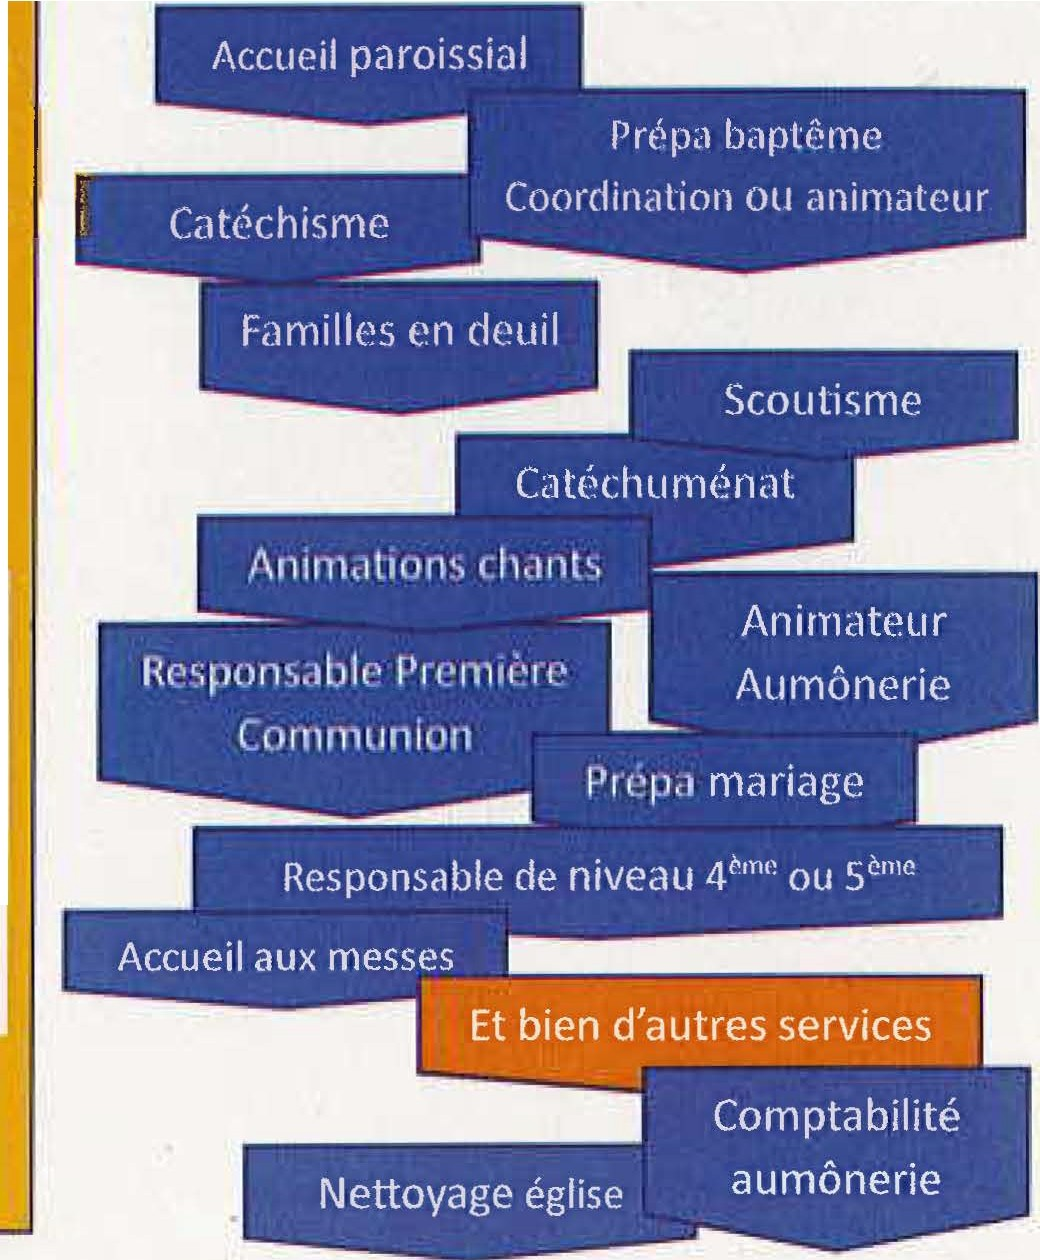 Accueil paroissial
Prépa baptême
Coordination ou animateur
Catéchisme
Familles en deuil
Scoutisme
Catéchuménat
Animations chants
Animateur
Aumônerie
Responsable Première
Communion
Prépa mariage
Responsable de niveau 4ème ou 5ème
Accueil aux messes
Et bien d'autres services
Comptabilité
aumônerie
Nettoyage église